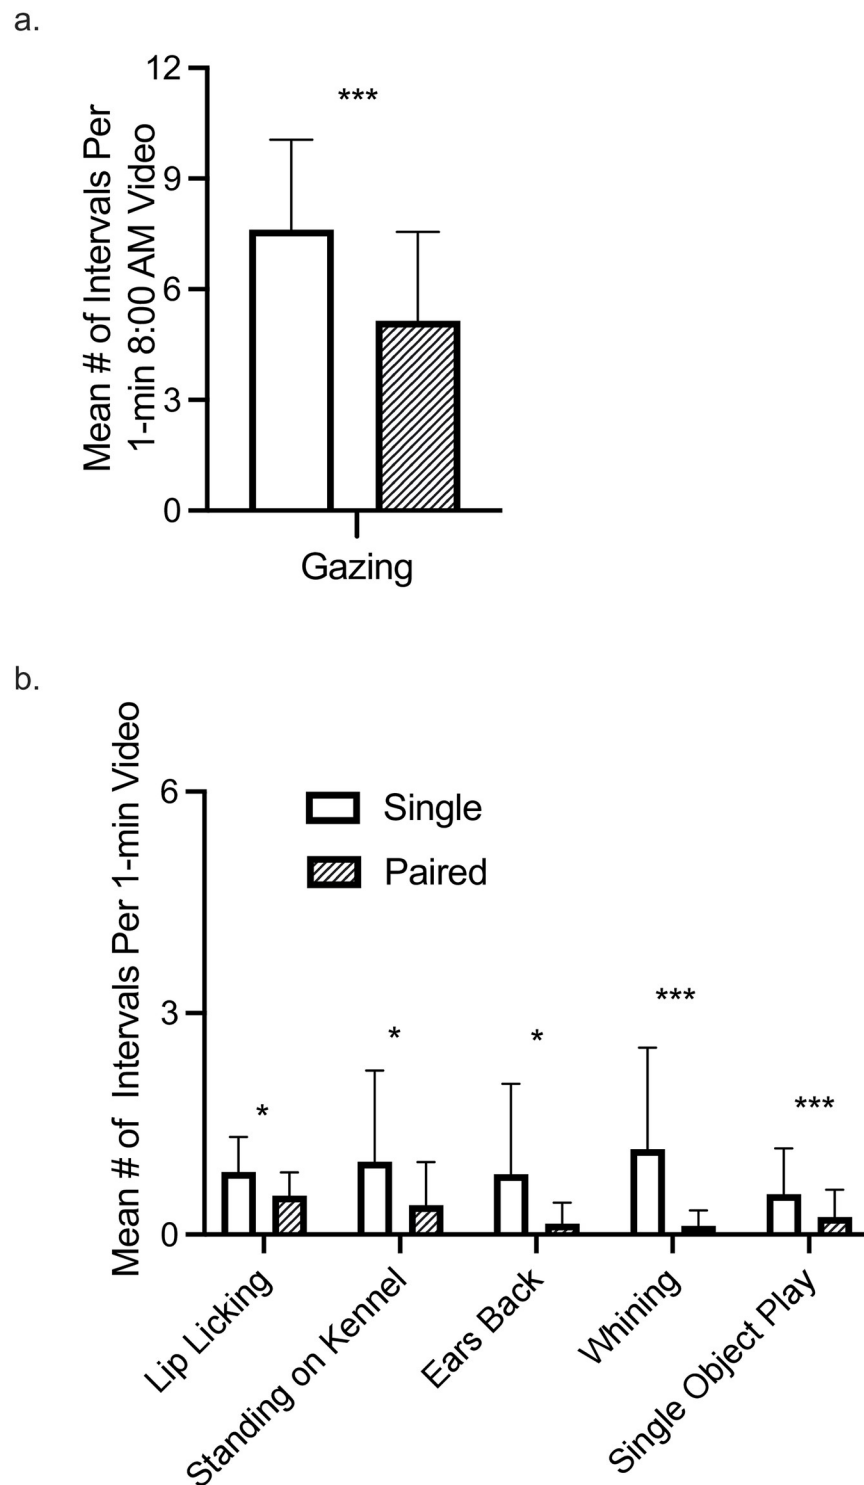 a.
Mean # of Intervals Per
1-min 8:00 AM Video
12
9
6
3
0
***
Gazing
b.
Mean # of Intervals Per 1-min Video
6
3
0
Single
Paired
*
*
*
***
***
Lip Licking
Standing on Kennel
Ears Back
Whining
Single Object Play